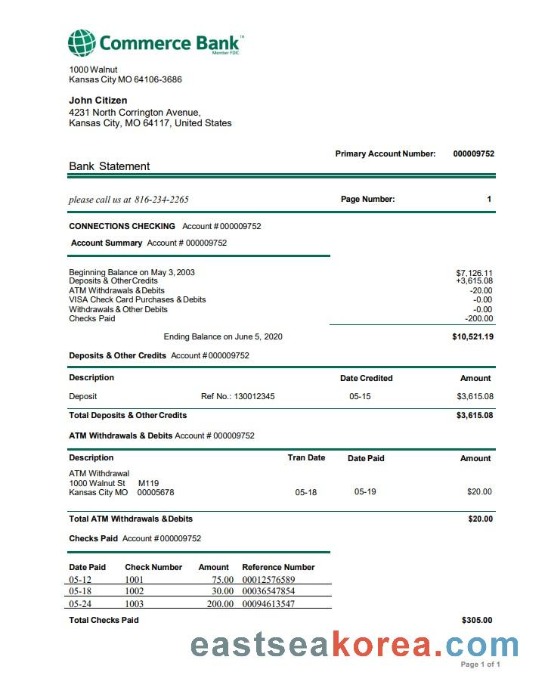 Commerce Bank
Member FDIC
1000 Walnut
Kansas City MO 64106-3686
John Citizen
4231 North Corrington Avenue,
Kansas City, MO 64117, United States
Primary Account Number: 000009752
Bank Statement
please call us at 816-234-2265 Page Number: 1
CONNECTIONS CHECKING Account #000009752
Account Summary Account # 000009752
Beginning Balance on May 3, 2003 $7,126.11
Deposits & Other Credits +3,615.08
ATM Withdrawals & Debits -20.00
VISA Check Card Purchases & Debits -0.00
Withdrawals & Other Debits -0.00
Checks Paid -200.00
Ending Balance on June 5, 2020 $10,521.19
Deposits & Other Credits Account #000009752
Description Date Credited Amount
Deposit Ref No.: 130012345 05-15 $3,615.08
Total Deposits & Other Credits $3,615.08
ATM Withdrawals & Debits Account # 000009752
Description Tran Date Date Paid Amount
ATM Withdrawal
1000 Walnut St M119
Kansas City MO 00005678 05-18 05-19 $20.00
Total ATM Withdrawals & Debits $20.00
Checks Paid Account #000009752
Date Paid Check Number Amount Reference Number
05-12 1001 75.00 00012576589
05-18 1002 30.00 00036547854
05-24 1003 200.00 00094613547
Total Checks Paid $305.00
eastseakorea.com
Page 1 of 1